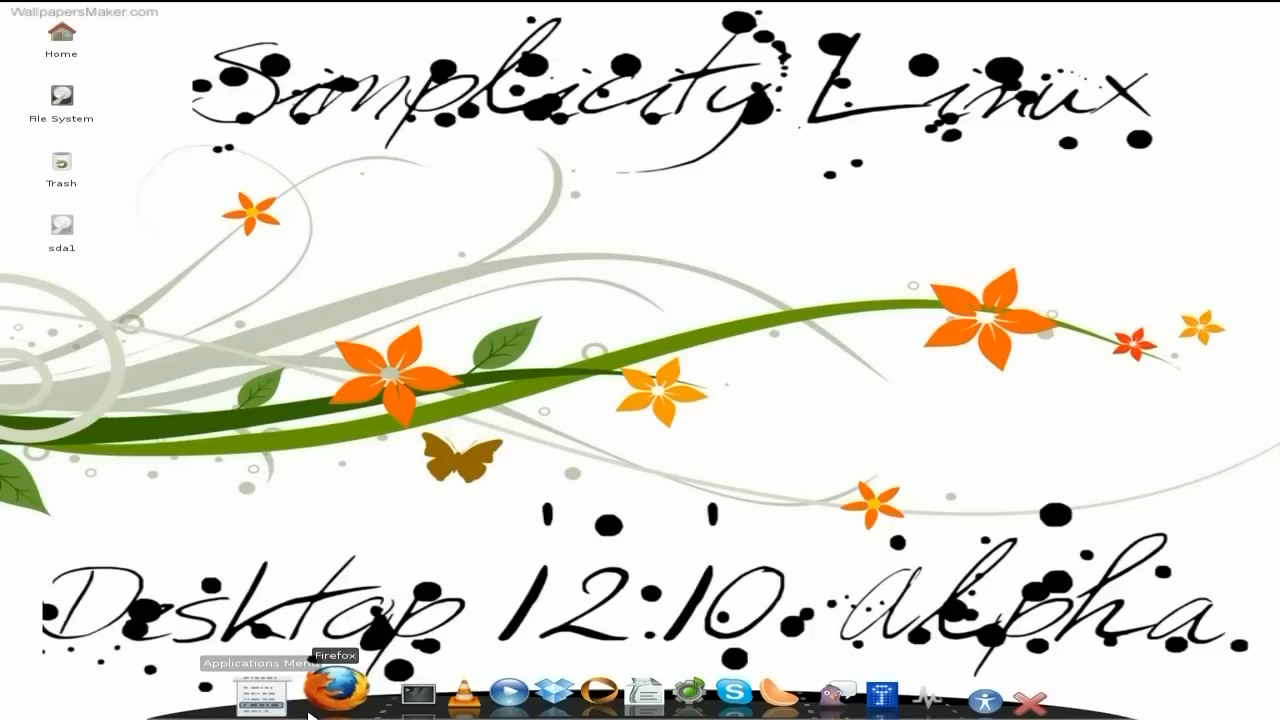 WallpapersMaker.com
Simplicity Linux
Home
File System
Trash
sda1
Desktop 12:10 alpha
Firefox
Applications Menu